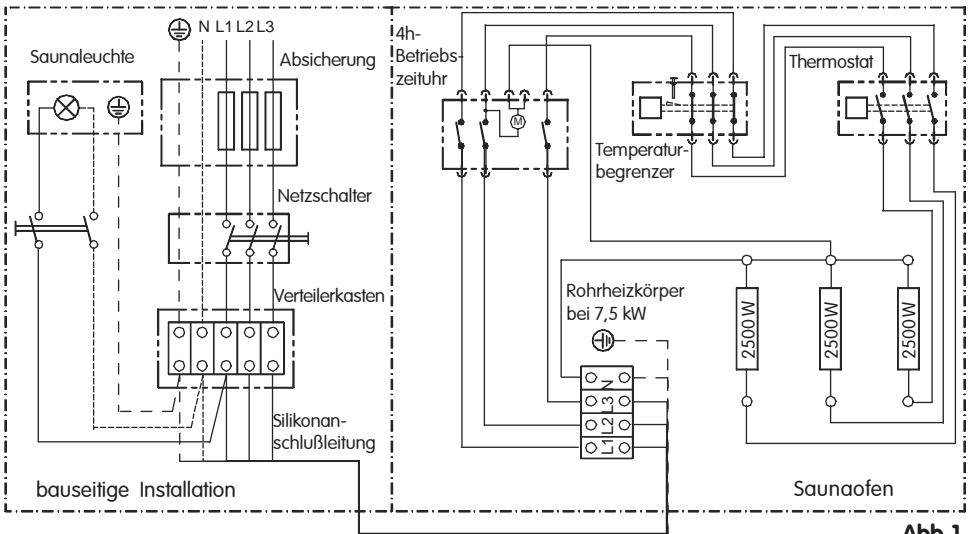 N L1 L2 L3
Saunaleuchte
Absicherung
Netzschalter
Verteilerkasten
Silikonan-
schlußleitung
bauseitige Installation
4h-
Betriebs-
zeituhr
M
Temperatur-
begrenzer
Thermostat
Rohrheizkörper
bei 7,5 kW
N
L3
L2
L1
2500W
2500W
2500W
Saunaofen
Abb.1